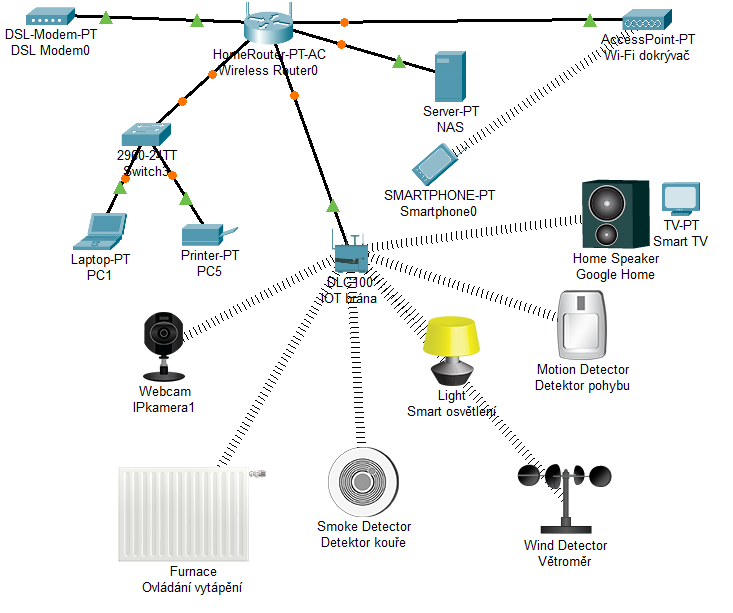 DSL-Modem-PT
DSL Modem0
HomeRouter-PT-AC
Wireless Router0
AccessPoint-PT
Wi-Fi dokrývač
Server-PT
NAS
2960-24TT
Switch3
SMARTPHONE-PT
Smartphone0
TV-PT
Smart TV
Laptop-PT
PC1
Printer-PT
PC5
Home Speaker
Google Home
DLC100
IOT brána
Webcam
IPkamera1
Light
Smart osvětlení
Motion Detector
Detektor pohybu
Smoke Detector
Detektor kouře
Wind Detector
Větroměr
Furnace
Ovládání vytápění